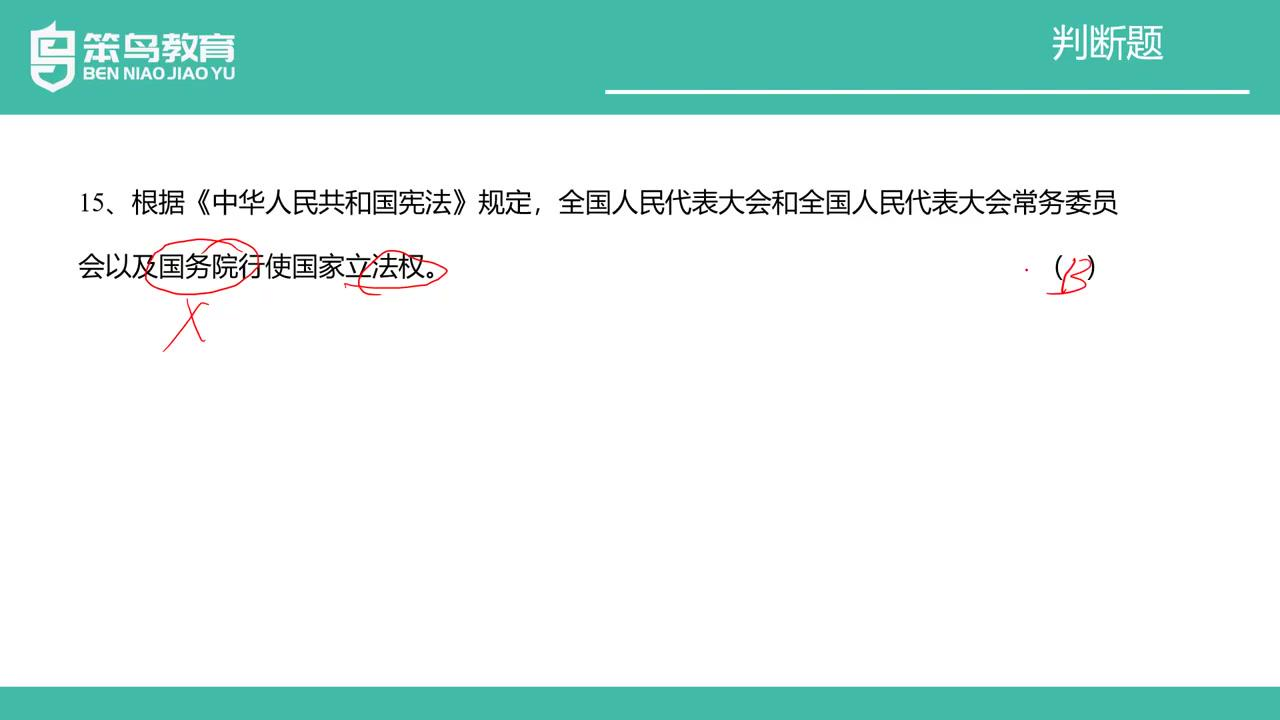 笨鸟教育
BEN NIAO JIAO YU
判断题
15、根据《中华人民共和国宪法》规定，全国人民代表大会和全国人民代表大会常务委员
会以及国务院行使国家立法权。 （B）
X